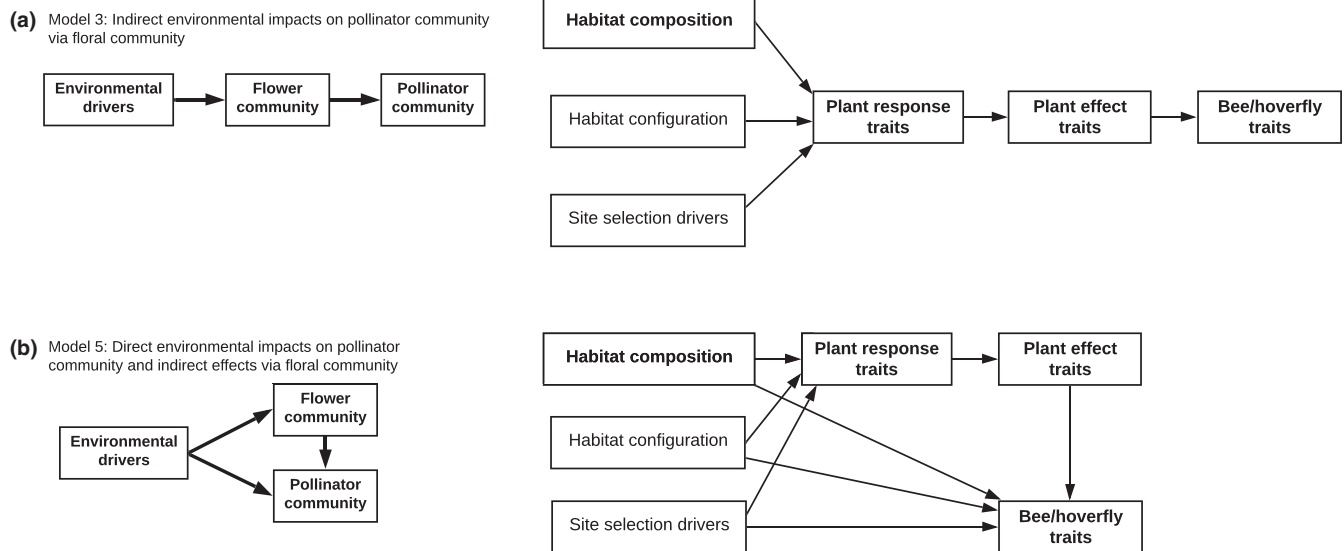 (a) Model 3: Indirect environmental impacts on pollinator community
via floral community
Environmental
drivers
Flower
community
Pollinator
community
Habitat composition
Habitat configuration
Site selection drivers
Plant response
traits
Plant effect
traits
Bee/hoverfly
traits
(b) Model 5: Direct environmental impacts on pollinator
community and indirect effects via floral community
Environmental
drivers
Flower
community
Pollinator
community
Habitat composition
Habitat configuration
Site selection drivers
Plant response
traits
Plant effect
traits
Bee/hoverfly
traits